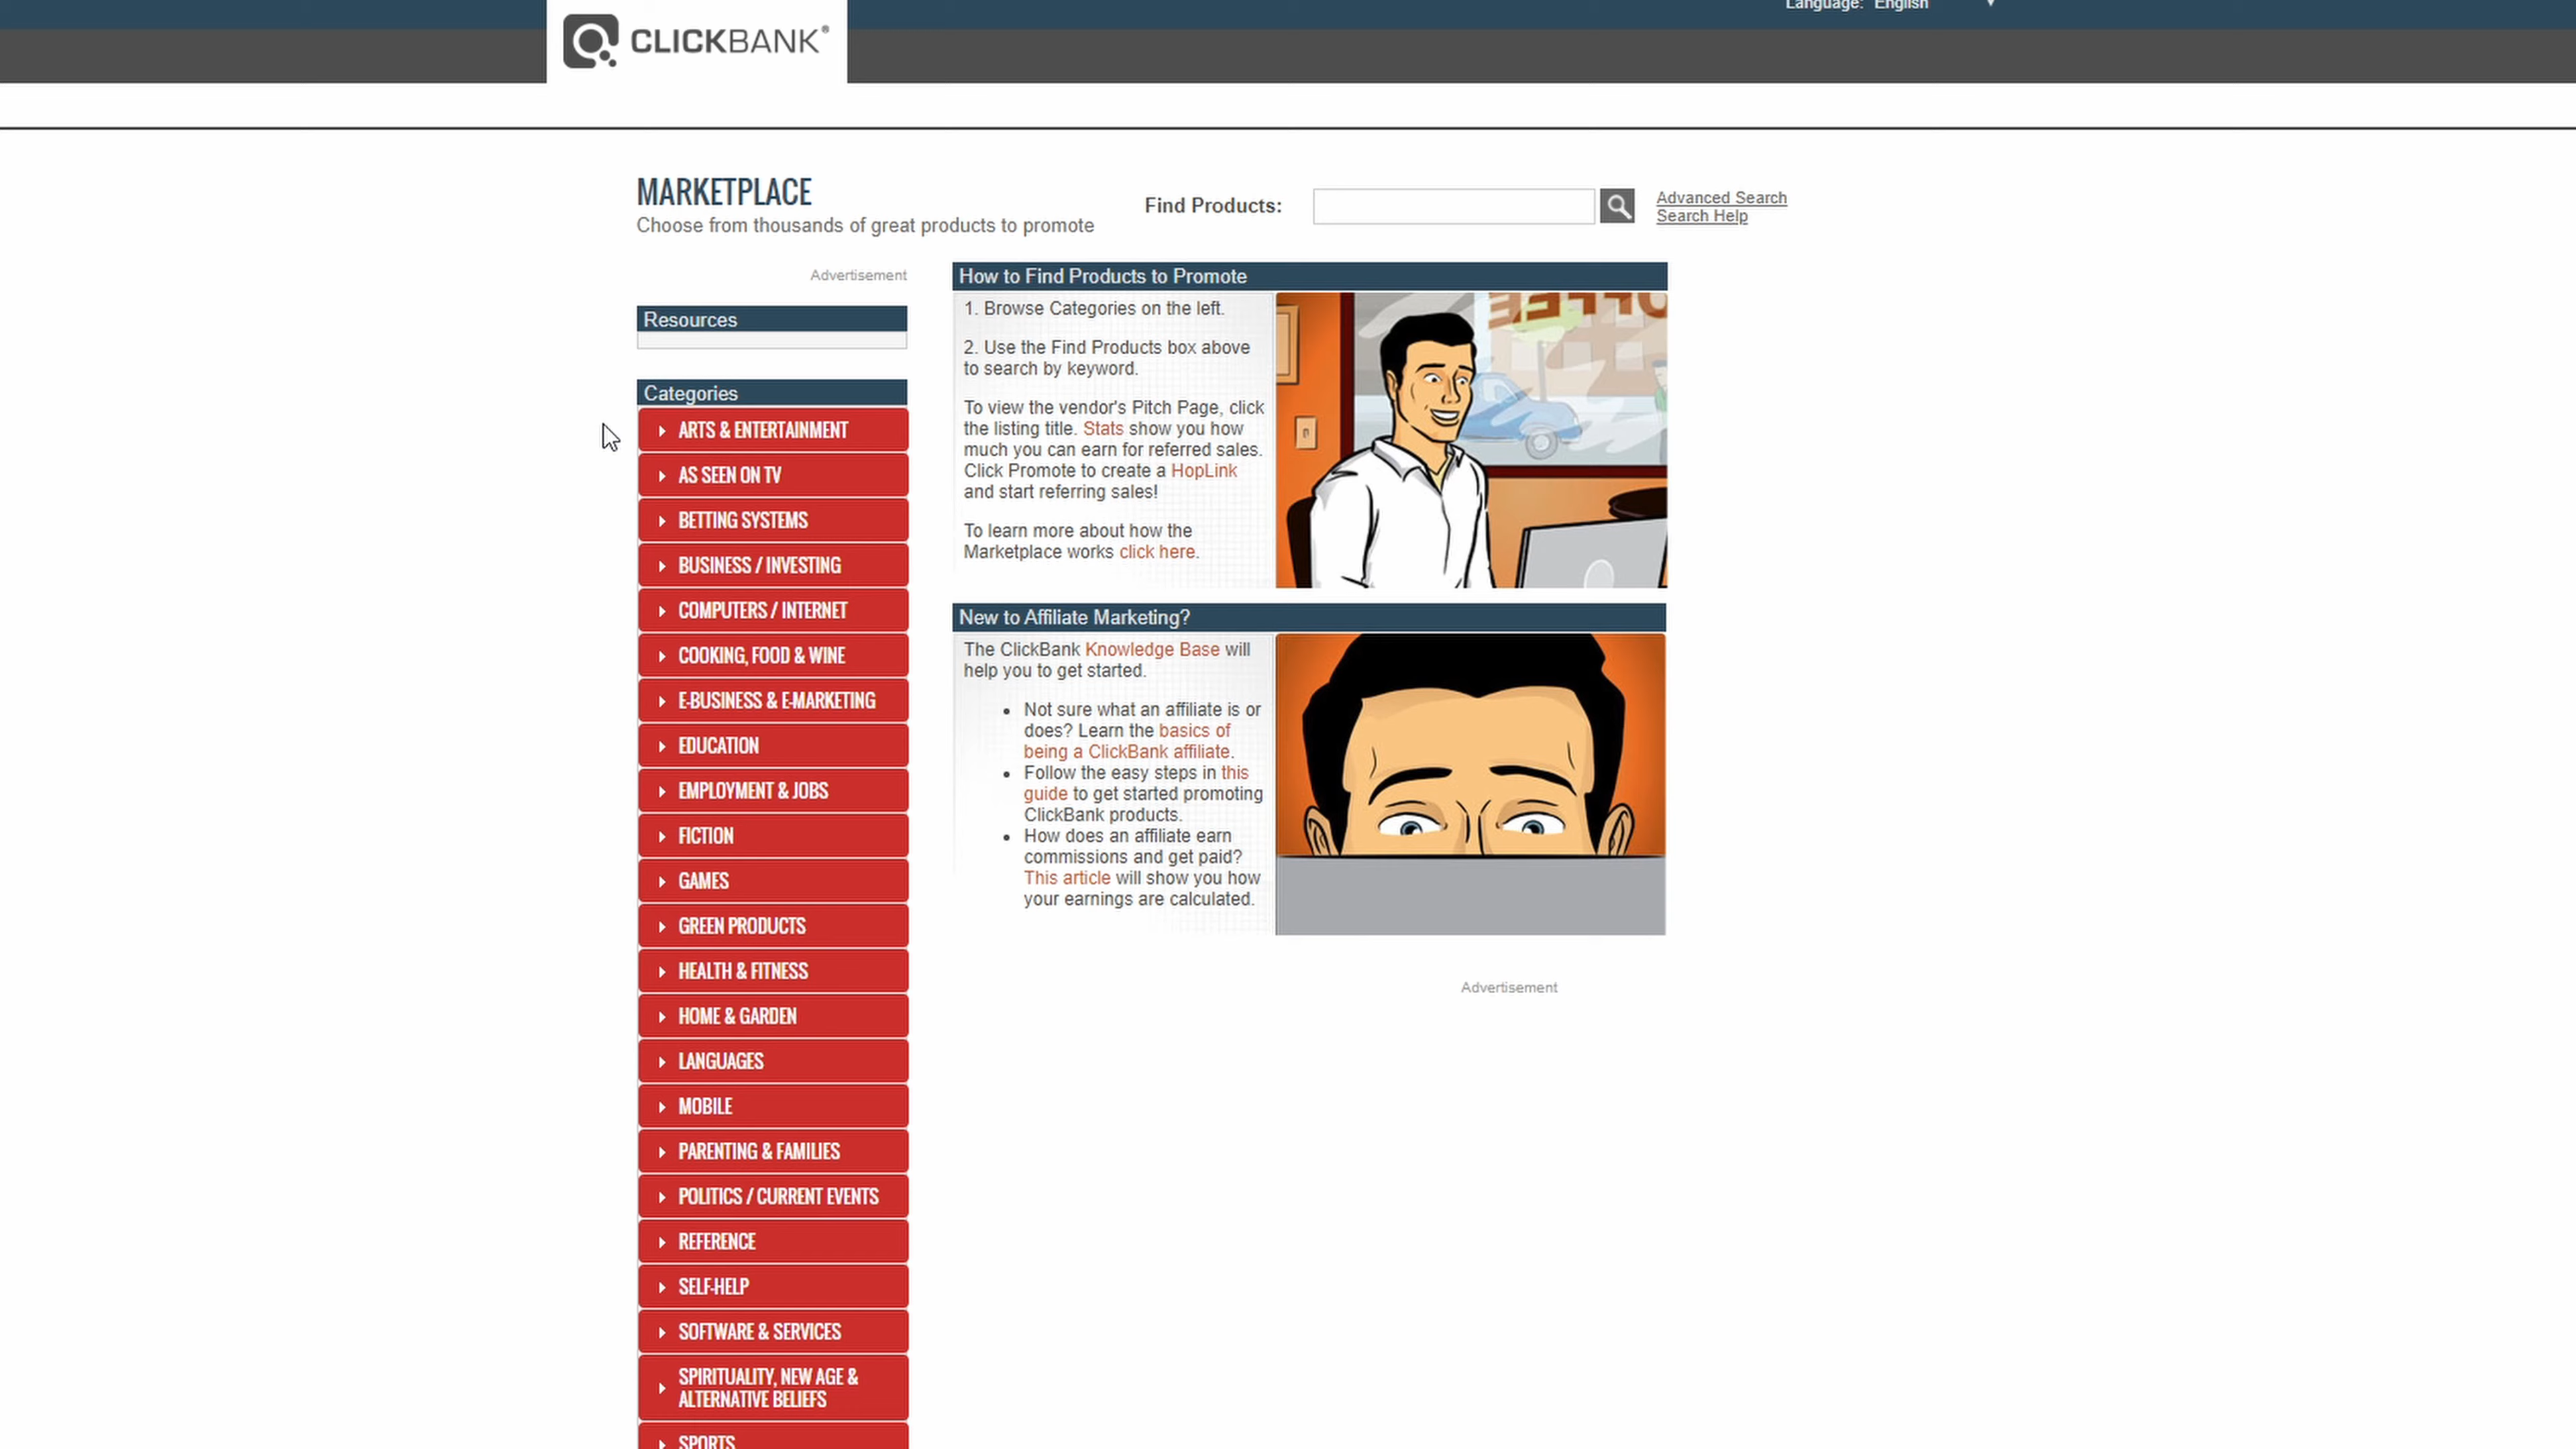 Language: English
CLICKBANK®
MARKETPLACE
Choose from thousands of great products to promote
Find Products:
Advanced Search
Search Help
Advertisement
Resources
Categories
ARTS & ENTERTAINMENT
AS SEEN ON TV
BETTING SYSTEMS
BUSINESS / INVESTING
COMPUTERS / INTERNET
COOKING, FOOD & WINE
E-BUSINESS & E-MARKETING
EDUCATION
EMPLOYMENT & JOBS
FICTION
GAMES
GREEN PRODUCTS
HEALTH & FITNESS
HOME & GARDEN
LANGUAGES
MOBILE
PARENTING & FAMILIES
POLITICS / CURRENT EVENTS
REFERENCE
SELF-HELP
SOFTWARE & SERVICES
SPIRITUALITY, NEW AGE &
ALTERNATIVE BELIEFS
SPORTS
How to Find Products to Promote
1. Browse Categories on the left.
2. Use the Find Products box above
to search by keyword.
To view the vendor's Pitch Page, click
the listing title. Stats show you how
much you can earn for referred sales.
Click Promote to create a HopLink
and start referring sales!
To learn more about how the
Marketplace works click here.
New to Affiliate Marketing?
The ClickBank Knowledge Base will
help you to get started.
• Not sure what an affiliate is or
does? Learn the basics of
being a ClickBank affiliate.
• Follow the easy steps in this
guide to get started promoting
ClickBank products.
• How does an affiliate earn
commissions and get paid?
This article will show you how
your earnings are calculated.
Advertisement